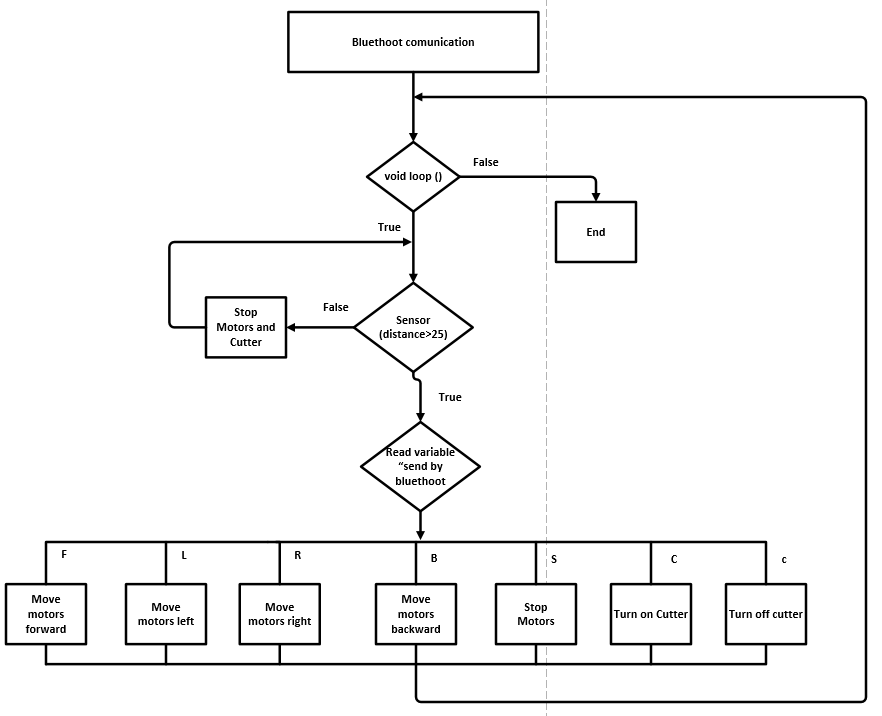 Bluethoot comunication
void loop ()
False
End
True
Stop
Motors and
Cutter
False
Sensor
(distance>25)
True
Read variable
“send by
bluethoot
F
L
R
B
S
C
c
Move
motors
forward
Move
motors left
Move
motors right
Move
motors
backward
Stop
Motors
Turn on Cutter
Turn off cutter